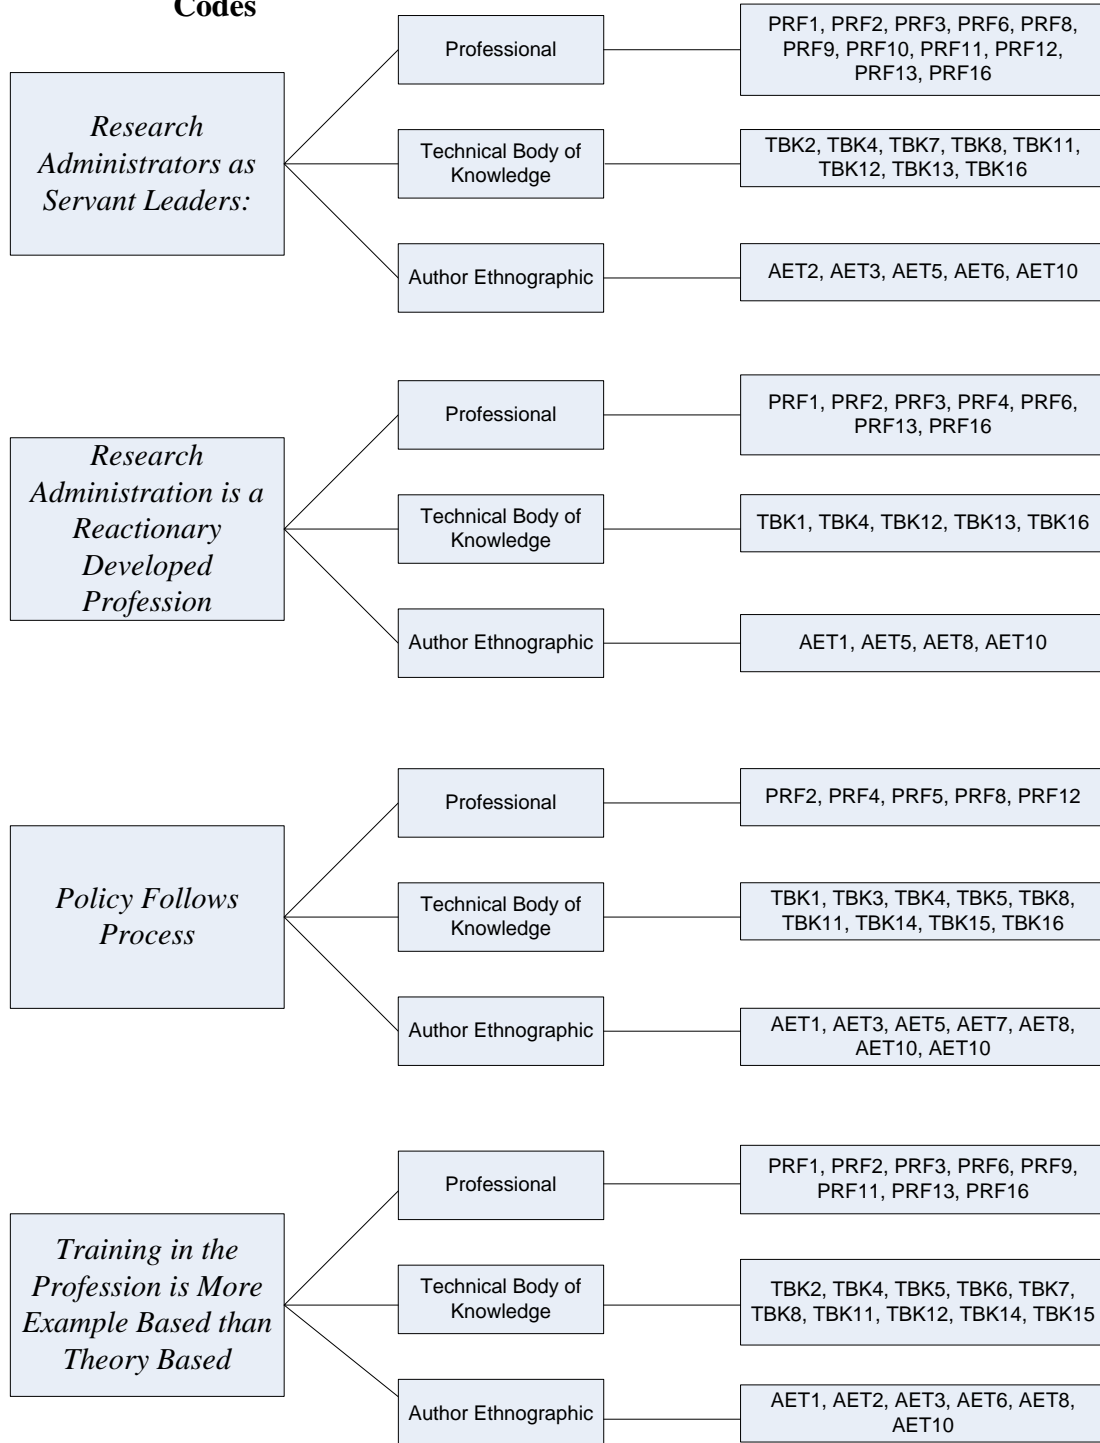 Codes
Research
Administrators as
Servant Leaders:
Professional
PRF1, PRF2, PRF3, PRF6, PRF8,
PRF9, PRF10, PRF11, PRF12,
PRF13, PRF16
Technical Body of
Knowledge
TBK2, TBK4, TBK7, TBK8, TBK11,
TBK12, TBK13, TBK16
Author Ethnographic
AET2, AET3, AET5, AET6, AET10
Research
Administration is a
Reactionary
Developed
Profession
Professional
PRF1, PRF2, PRF3, PRF4, PRF6,
PRF13, PRF16
Technical Body of
Knowledge
TBK1, TBK4, TBK12, TBK13, TBK16
Author Ethnographic
AET1, AET5, AET8, AET10
Policy Follows
Process
Professional
PRF2, PRF4, PRF5, PRF8, PRF12
Technical Body of
Knowledge
TBK1, TBK3, TBK4, TBK5, TBK8,
TBK11, TBK14, TBK15, TBK16
Author Ethnographic
AET1, AET3, AET5, AET7, AET8,
AET10, AET10
Training in the
Profession is More
Example Based than
Theory Based
Professional
PRF1, PRF2, PRF3, PRF6, PRF9,
PRF11, PRF13, PRF16
Technical Body of
Knowledge
TBK2, TBK4, TBK5, TBK6, TBK7,
TBK8, TBK11, TBK12, TBK14, TBK15
Author Ethnographic
AET1, AET2, AET3, AET6, AET8,
AET10